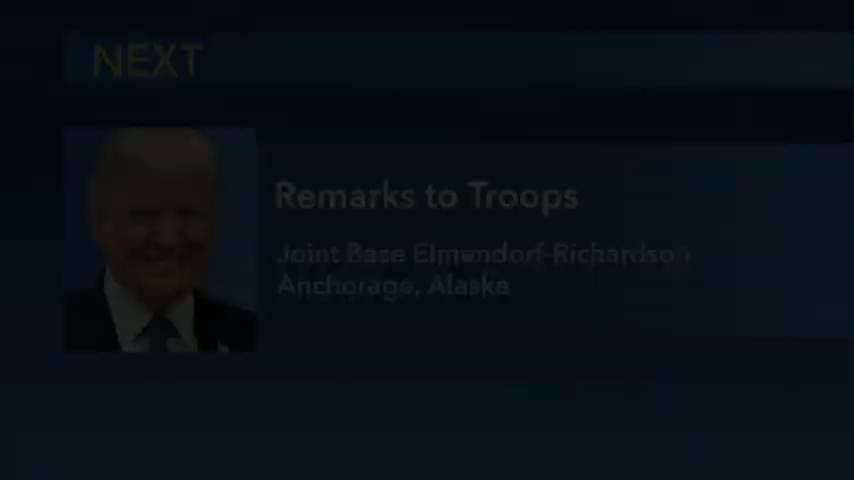 NEXT
Remarks to Troops
Joint Base Elmendorf-Richardson
Anchorage, Alaska